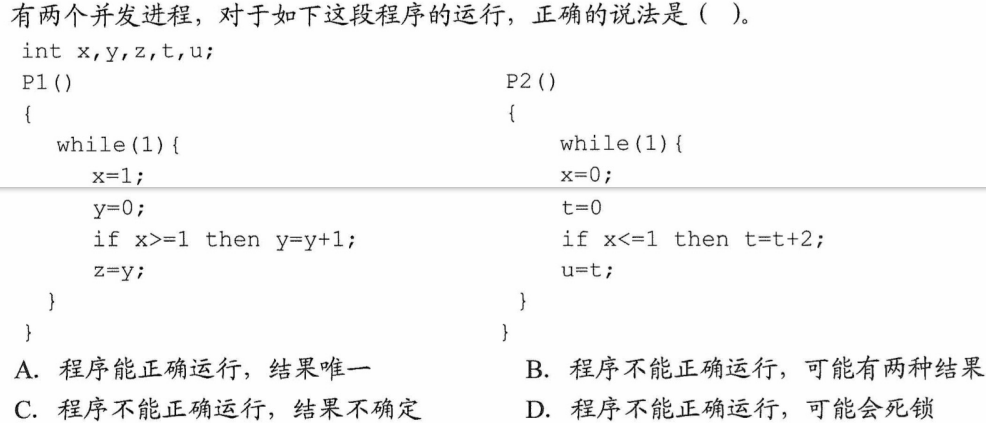 有两个并发进程，对于如下这段程序的运行，正确的说法是（ ）。
int x,y,z,t,u;
P1() P2()
{ {
while(1){ while(1){
x=1; x=0;
y=0; t=0
if x>=1 then y=y+1; if x<=1 then t=t+2;
z=y; u=t;
} }
} }
A. 程序能正确运行，结果唯一 B. 程序不能正确运行，可能有两种结果
C. 程序不能正确运行，结果不确定 D. 程序不能正确运行，可能会死锁